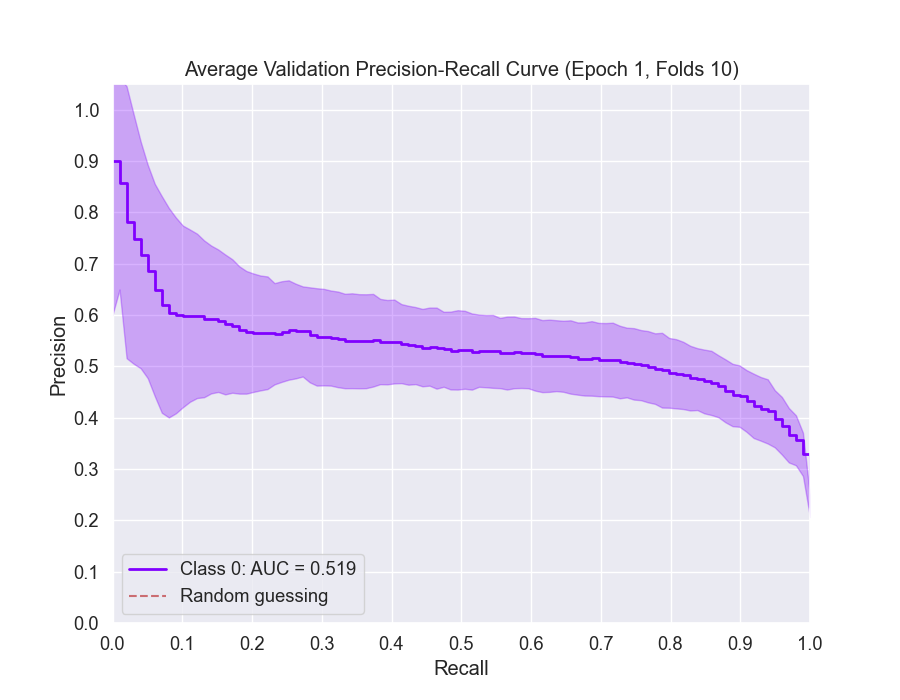 Average Validation Precision-Recall Curve (Epoch 1, Folds 10)
Precision
1.0
0.9
0.8
0.7
0.6
0.5
0.4
0.3
0.2
0.1
0.0
Class 0: AUC = 0.519
Random guessing
0.0 0.1 0.2 0.3 0.4 0.5 0.6 0.7 0.8 0.9 1.0
Recall